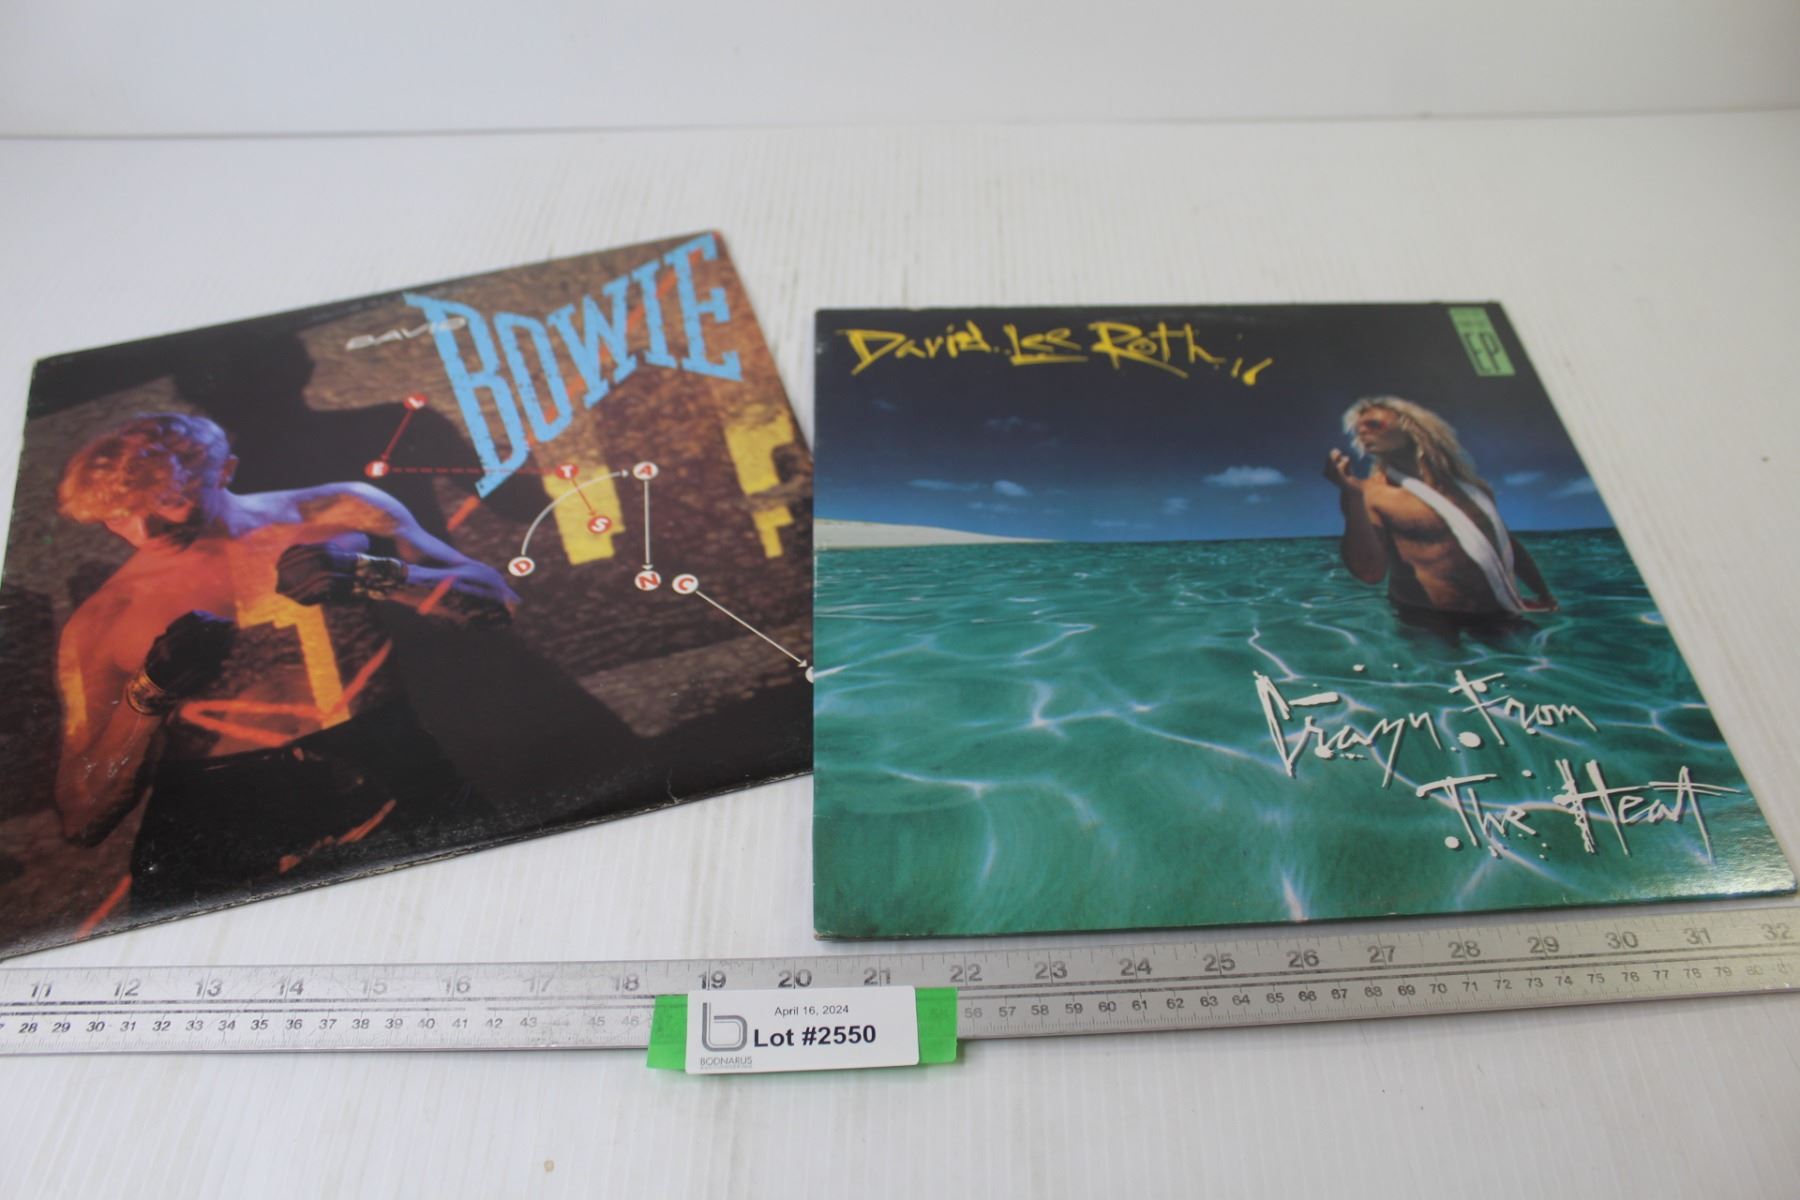 DAVID
BOWIE
L
E T A
S
D N C
David Lee Roth
EP
Crazy From
The Heat
11 12 13 14 15 16 17 18 19 20 21 22 23 24 25 26 27 28 29 30 31 32
28 29 30 31 32 33 34 35 36 37 38 39 40 41 42 43 44 45 46 56 57 58 59 60 61 62 63 64 65 66 67 68 69 70 71 72 73 74 75 76 77 78 79 80
April 16, 2024
Lot #2550
BODNARUS